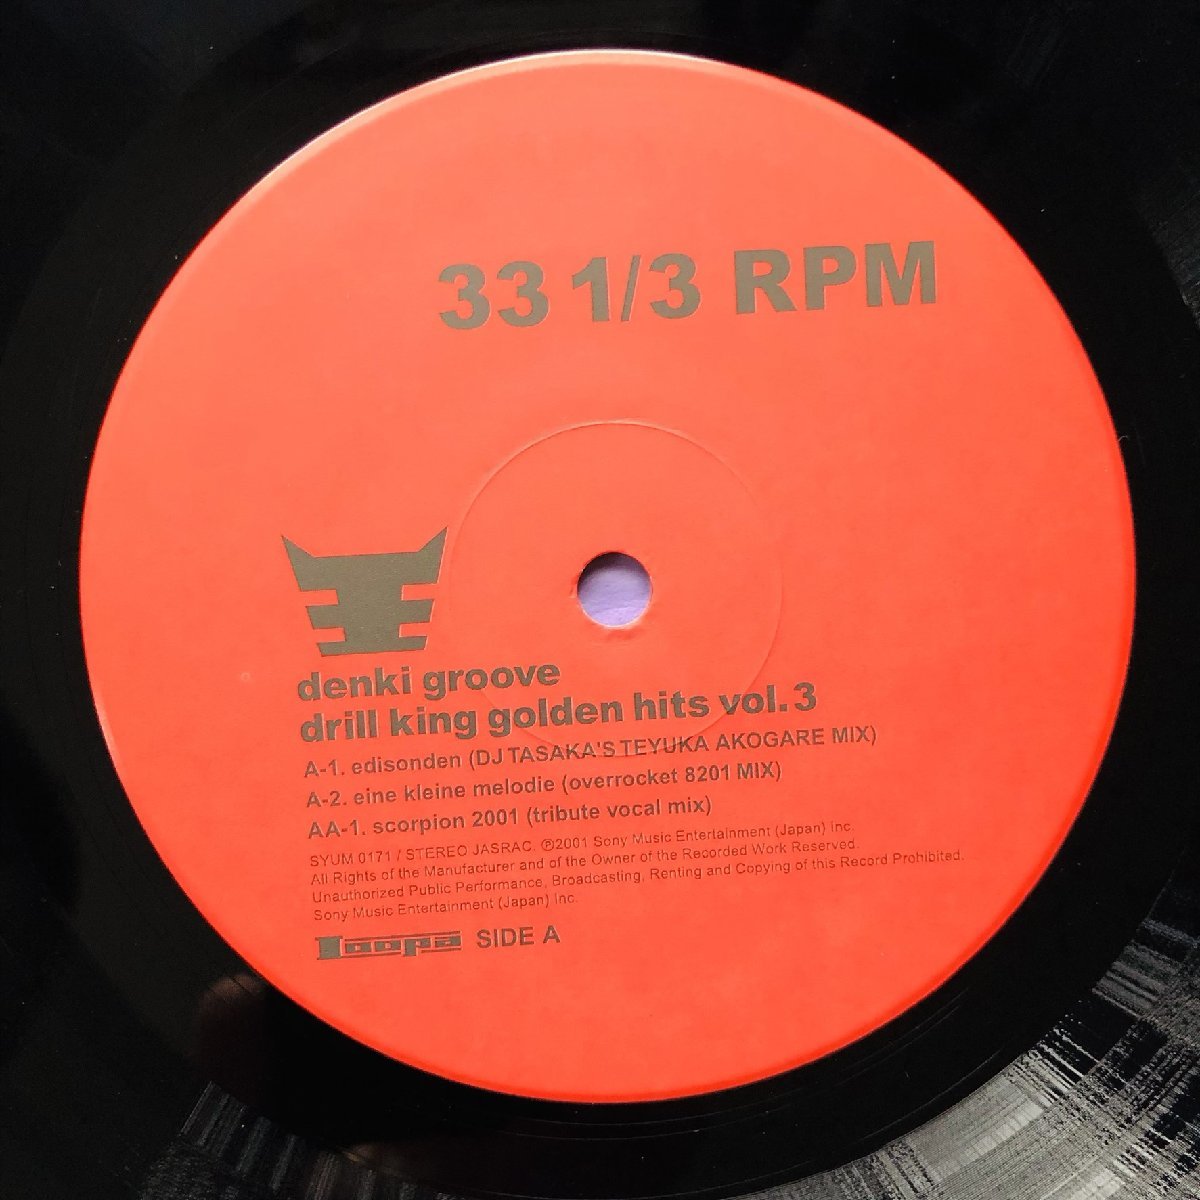 33 1/3 RPM
denki groove
drill king golden hits vol.3
A-1. edisonden (DJ TASAKA'S TEYUKA AKOGARE MIX)
A-2. eine kleine melodie (overrocket 8201 MIX)
AA-1. scorpion 2001 (tribute vocal mix)
SYUM 0171 / STEREO JASRAC. ℗2001 Sony Music Entertainment (Japan) Inc.
All Rights of the Manufacturer and of the Owner of the Recorded Work Reserved.
Unauthorized Public Performance, Broadcasting, Renting and Copying of this Record Prohibited.
Sony Music Entertainment (Japan) Inc.
Loopa SIDE A